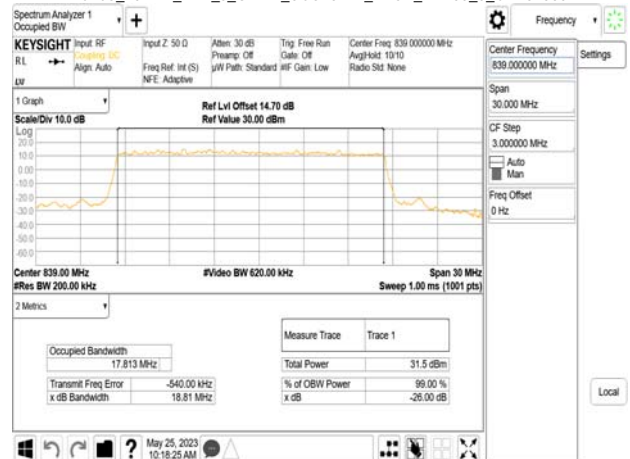 Spectrum Analyzer 1
Occupied BW
Frequency
KEYSIGHT
RL
Input: RF
Coupling: DC
Align: Auto
Input Z: 50 Ω
Freq Ref: Int (S)
NFE: Adaptive
Atten: 30 dB
Preamp: Off
µW Path: Standard
Trig: Free Run
Gate: Off
#IF Gain: Low
Center Freq: 839.000000 MHz
Avg|Hold: 10/10
Radio Std: None
Center Frequency
839.000000 MHz
Settings
Span
30.000 MHz
CF Step
3.000000 MHz
Auto
Man
Freq Offset
0 Hz
Local
1 Graph
Scale/Div 10.0 dB
Ref Lvl Offset 14.70 dB
Ref Value 30.00 dBm
Log
20.0
10.0
0.00
-10.0
-20.0
-30.0
-40.0
-50.0
-60.0
Center 839.00 MHz
#Video BW 620.00 kHz
Span 30 MHz
#Res BW 200.00 kHz
Sweep 1.00 ms (1001 pts)
2 Metrics
Measure Trace
Trace 1
Occupied Bandwidth
17.813 MHz
Total Power
31.5 dBm
Transmit Freq Error
-540.00 kHz
% of OBW Power
99.00 %
x dB Bandwidth
18.81 MHz
x dB
-26.00 dB
?
May 25, 2023
10:18:25 AM